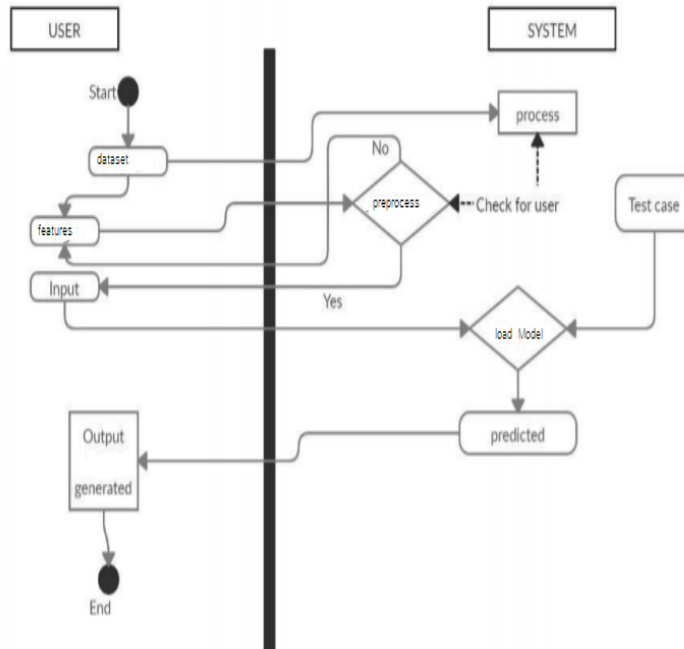 USER
SYSTEM
Start
process
dataset
No
preprocess
Check for user
Test case
features
Input
Yes
load Model
Output
generated
predicted
End